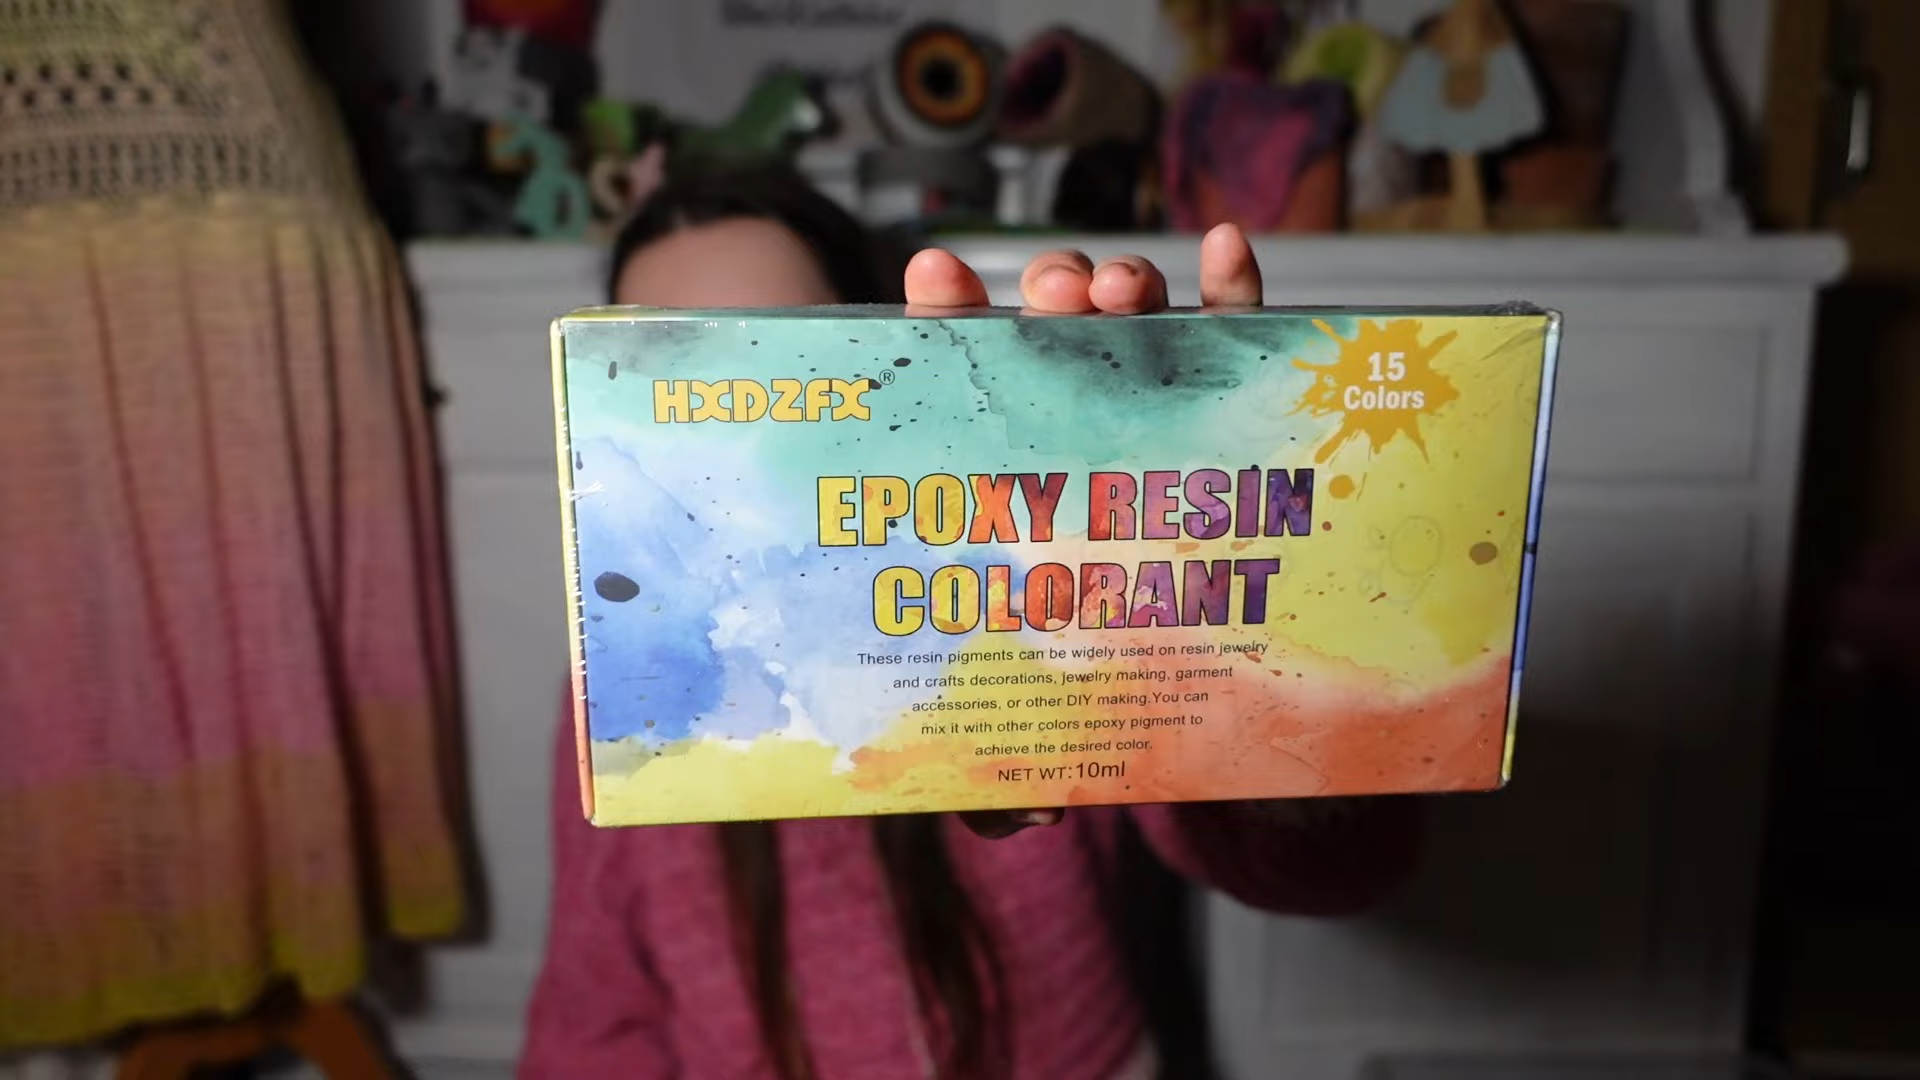 HXDZFX®
15
Colors
EPOXY RESIN
COLORANT
These resin pigments can be widely used on resin jewelry
and crafts decorations, jewelry making, garment
accessories, or other DIY making.You can
mix it with other colors epoxy pigment to
achieve the desired color.
NET WT:10ml